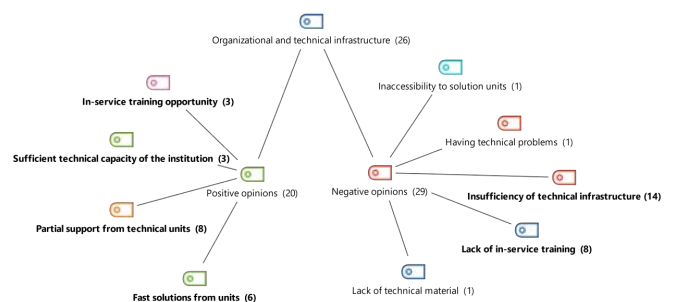 Organizational and technical infrastructure (26)
Inaccessibility to solution units (1)
In-service training opportunity (3)
Having technical problems (1)
Sufficient technical capacity of the institution (3)
Positive opinions (20)
Negative opinions (29)
Insufficiency of technical infrastructure (14)
Partial support from technical units (8)
Lack of in-service training (8)
Lack of technical material (1)
Fast solutions from units (6)